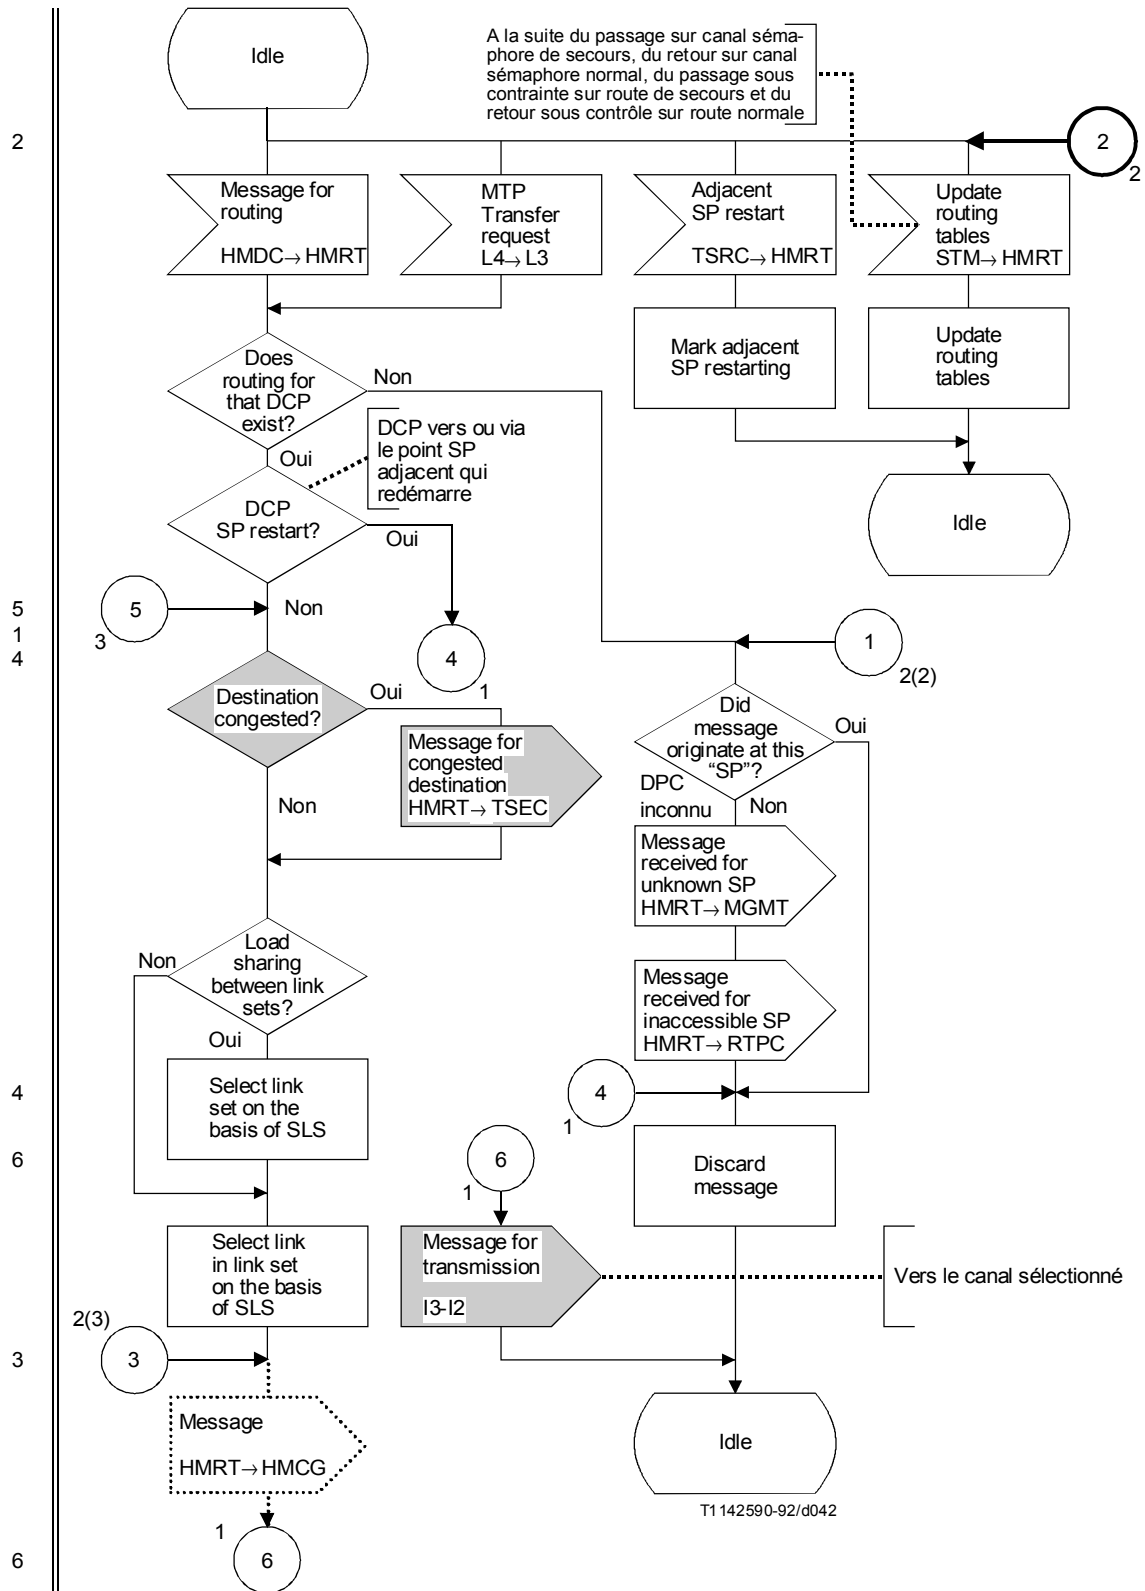 Idle
A la suite du passage sur canal séma-
phore de secours, du retour sur canal
sémaphore normal, du passage sous
contrainte sur route de secours et du
retour sous contrôle sur route normale
2
2
2
Message for
routing
HMDC→HMRT
MTP
Transfer
request
L4→L3
Adjacent
SP restart
TSRC→HMRT
Update
routing
tables
STM→HMRT
Mark adjacent
SP restarting
Update
routing
tables
Does
routing for
that DCP
exist?
Non
Oui
DCP vers ou via
le point SP
adjacent qui
redémarre
DCP
SP restart?
Oui
Idle
5
1
4
5
3
Non
4
1
1
2(2)
Destination
congested?
Oui
Message for
congested
destination
HMRT→TSEC
Non
Did
message
originate at this
“SP”?
Oui
DPC
inconnu
Non
Message
received for
unknown SP
HMRT→MGMT
Load
sharing
between link
sets?
Non
Oui
Message
received for
inaccessible SP
HMRT→RTPC
4
Select link
set on the
basis of SLS
4
1
6
6
1
Discard
message
Select link
in link set
on the basis
of SLS
Message for
transmission
I3-I2
Vers le canal sélectionné
2(3)
3
3
Message
HMRT→HMCG
Idle
T1142590-92/d042
1
6
6